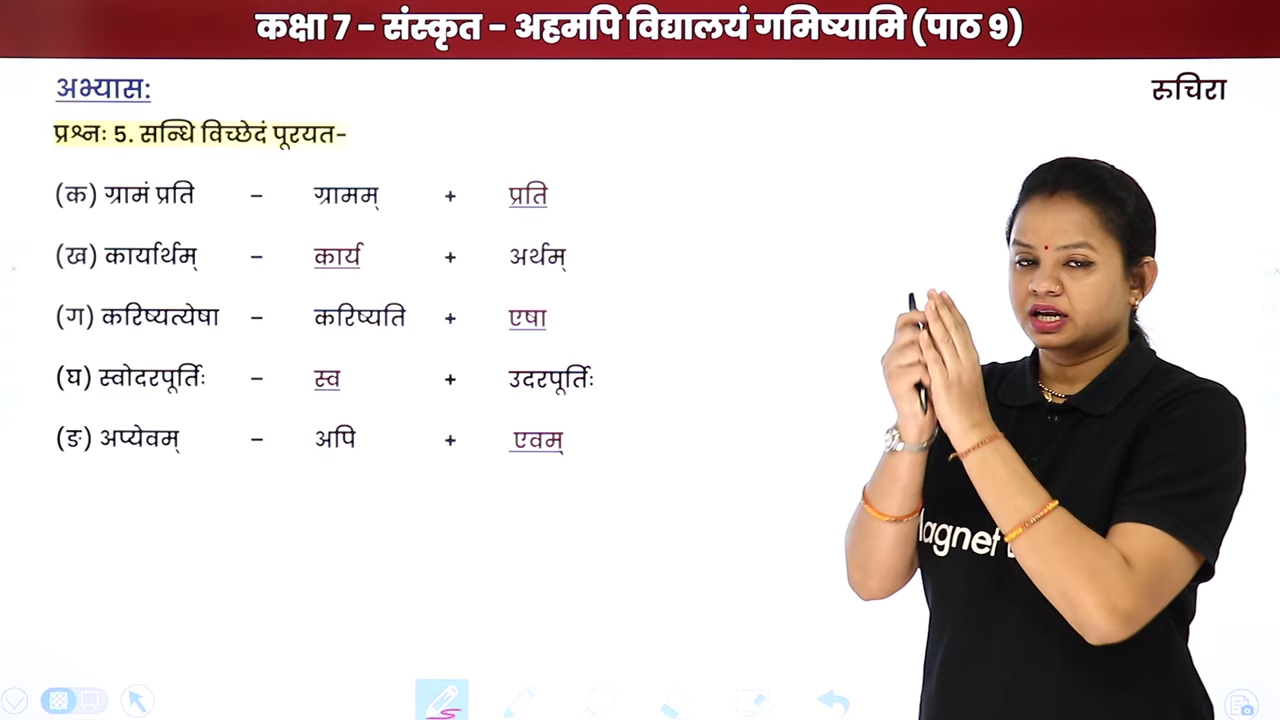 कक्षा 7 - संस्कृत - अहमपि विद्यालयं गमिष्यामि (पाठ 9)
अभ्यास:
रुचिरा
प्रश्नः 5. सन्धि विच्छेदं पूरयत-
(क) ग्रामं प्रति - ग्रामम् + प्रति
(ख) कार्यार्थम् - कार्य + अर्थम्
(ग) करिष्यत्येषा - करिष्यति + एषा
(घ) स्वोदरपूर्तिः - स्व + उदरपूर्तिः
(ङ) अप्येवम् - अपि + एवम्